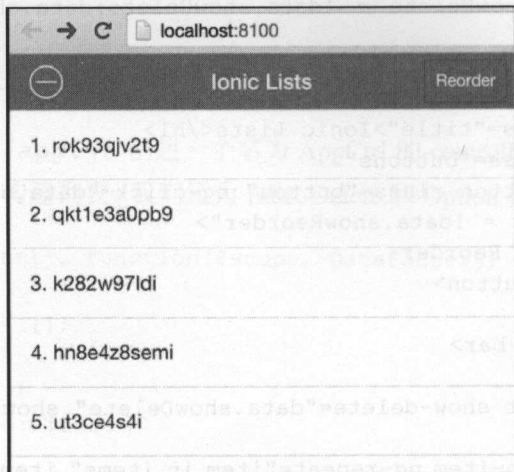 localhost:8100
Ionic Lists
Reorder
1. rok93qjv2t9
2. qkt1e3a0pb9
3. k282w97ldi
4. hn8e4z8semi
5. ut3ce4s4i